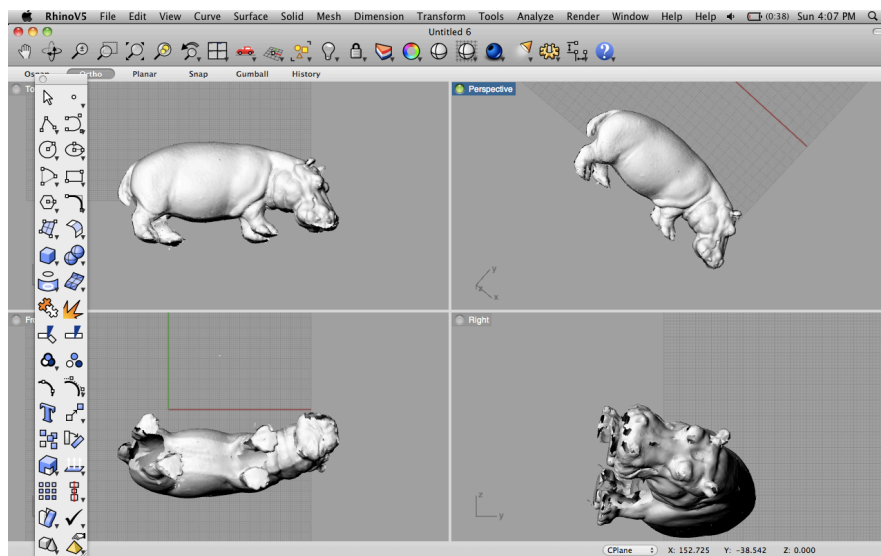 RhinoV5 File Edit View Curve Surface Solid Mesh Dimension Transform Tools Analyze Render Window Help Help (0:38) Sun 4:07 PM
Untitled 6
Ortho Planar Snap Gumball History
Perspective
y
z
x
Right
z
y
CPlane X: 152.725 Y: -38.542 Z: 0.000